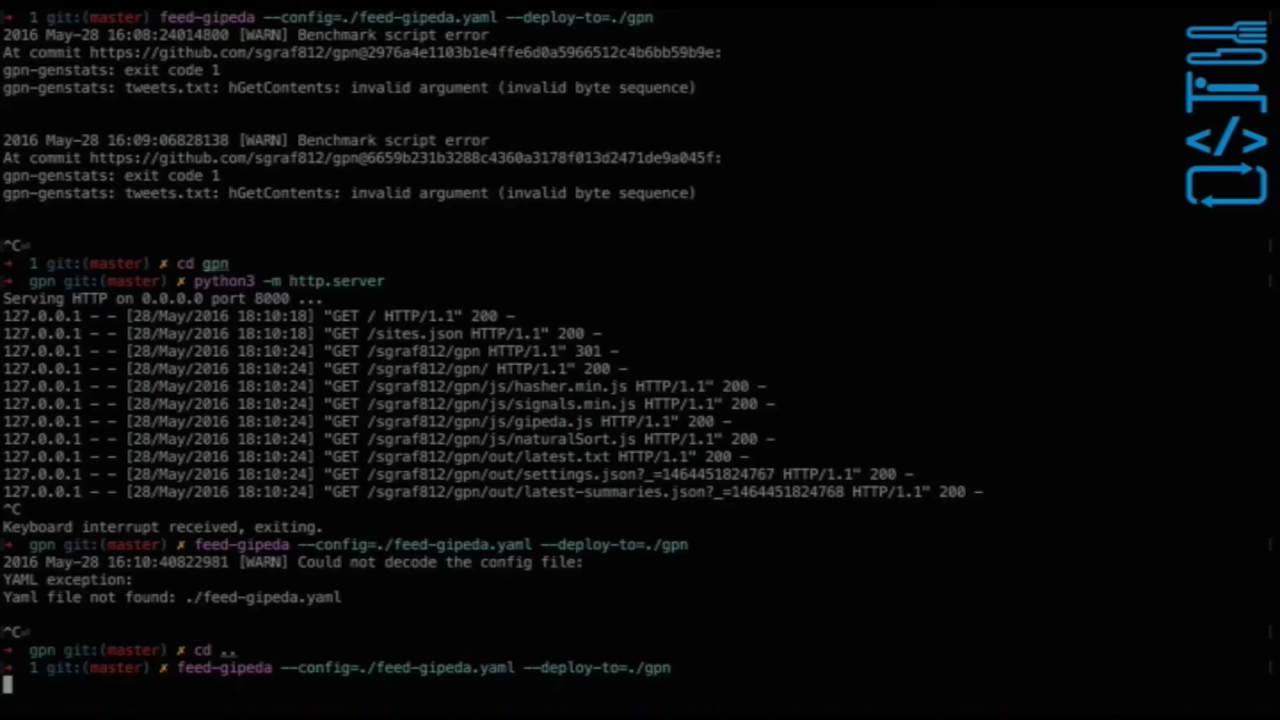 → 1 git:(master) feed-gipeda --config=./feed-gipeda.yaml --deploy-to=./gpn
2016 May-28 16:08:24014800 [WARN] Benchmark script error
At commit https://github.com/sgraf812/gpn@2976a4e1103b1e4ffe6d0a5966512c4b6bb59b9e:
gpn-genstats: exit code 1
gpn-genstats: tweets.txt: hGetContents: invalid argument (invalid byte sequence)
2016 May-28 16:09:06828138 [WARN] Benchmark script error
At commit https://github.com/sgraf812/gpn@6659b231b3288c4360a3178f013d2471de9a045f:
gpn-genstats: exit code 1
gpn-genstats: tweets.txt: hGetContents: invalid argument (invalid byte sequence)
^C⏎
→ 1 git:(master) ✗ cd gpn
→ gpn git:(master) ✗ python3 -m http.server
Serving HTTP on 0.0.0.0 port 8000 ...
127.0.0.1 - - [28/May/2016 18:10:18] "GET / HTTP/1.1" 200 -
127.0.0.1 - - [28/May/2016 18:10:18] "GET /sites.json HTTP/1.1" 200 -
127.0.0.1 - - [28/May/2016 18:10:24] "GET /sgraf812/gpn HTTP/1.1" 301 -
127.0.0.1 - - [28/May/2016 18:10:24] "GET /sgraf812/gpn/ HTTP/1.1" 200 -
127.0.0.1 - - [28/May/2016 18:10:24] "GET /sgraf812/gpn/js/hasher.min.js HTTP/1.1" 200 -
127.0.0.1 - - [28/May/2016 18:10:24] "GET /sgraf812/gpn/js/signals.min.js HTTP/1.1" 200 -
127.0.0.1 - - [28/May/2016 18:10:24] "GET /sgraf812/gpn/js/gipeda.js HTTP/1.1" 200 -
127.0.0.1 - - [28/May/2016 18:10:24] "GET /sgraf812/gpn/js/naturalSort.js HTTP/1.1" 200 -
127.0.0.1 - - [28/May/2016 18:10:24] "GET /sgraf812/gpn/out/latest.txt HTTP/1.1" 200 -
127.0.0.1 - - [28/May/2016 18:10:24] "GET /sgraf812/gpn/out/settings.json?_=1464451824767 HTTP/1.1" 200 -
127.0.0.1 - - [28/May/2016 18:10:24] "GET /sgraf812/gpn/out/latest-summaries.json?_=1464451824768 HTTP/1.1" 200 -
^C
Keyboard interrupt received, exiting.
→ gpn git:(master) ✗ feed-gipeda --config=./feed-gipeda.yaml --deploy-to=./gpn
2016 May-28 16:10:40822981 [WARN] Could not decode the config file:
YAML exception:
Yaml file not found: ./feed-gipeda.yaml
^C⏎
→ gpn git:(master) ✗ cd ..
→ 1 git:(master) ✗ feed-gipeda --config=./feed-gipeda.yaml --deploy-to=./gpn